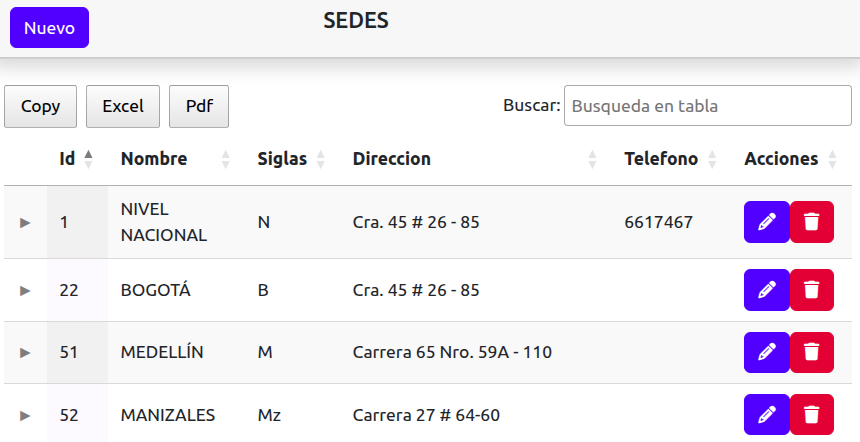 Nuevo
SEDES
Copy Excel Pdf Buscar: Busqueda en tabla
Id Nombre Siglas Direccion Telefono Acciones
1 NIVEL NACIONAL N Cra. 45 # 26 - 85 6617467
22 BOGOTÁ B Cra. 45 # 26 - 85
51 MEDELLÍN M Carrera 65 Nro. 59A - 110
52 MANIZALES Mz Carrera 27 # 64-60